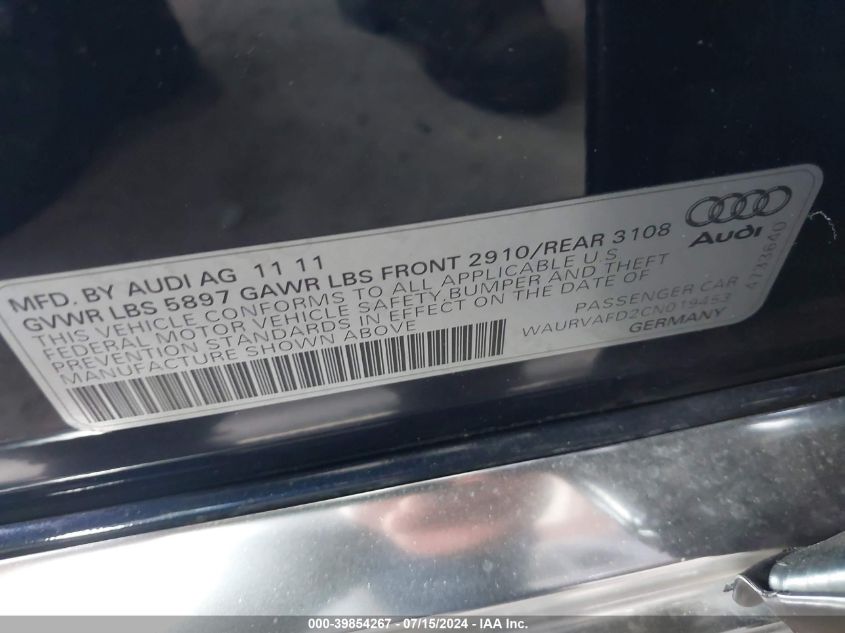 MFD. BY AUDI AG 11 11
GVWR LBS 5897 GAWR LBS FRONT 2910/REAR 3108
THIS VEHICLE CONFORMS TO ALL APPLICABLE U.S
FEDERAL MOTOR VEHICLE SAFETY, BUMPER AND THEFT
PREVENTION STANDARDS IN EFFECT ON THE DATE OF
MANUFACTURE SHOWN ABOVE
Audi
PASSENGER CAR
WAURVAFD2CN019453
GERMANY
4733640
000-39854267 - 07/15/2024 - IAA Inc.